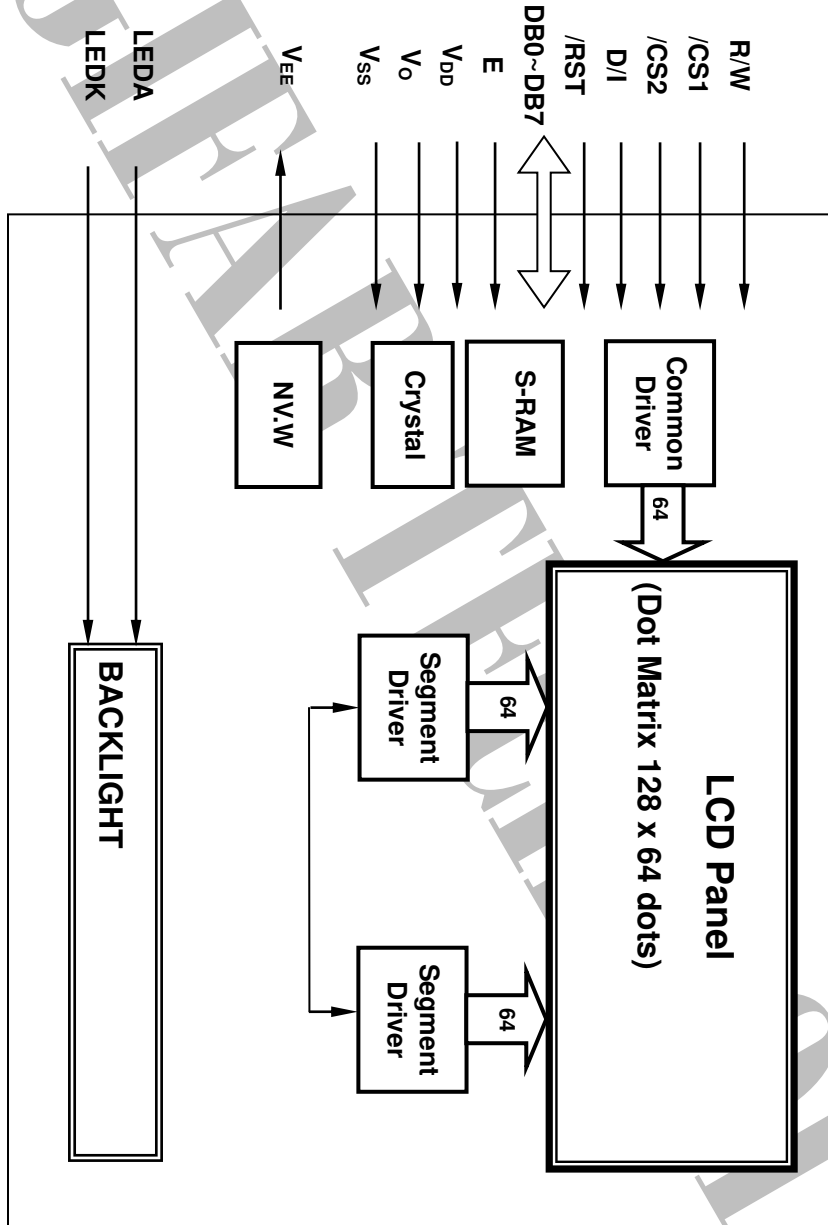 R/W
/CS1
/CS2
D/I
/RST
DB0~DB7
E
VDD
VO
VSS
VEE
LEDA
LEDK
Common
Driver
64
S-RAM
Crystal
NV.W
LCD Panel
(Dot Matrix 128 x 64 dots)
64
64
Segment
Driver
Segment
Driver
BACKLIGHT